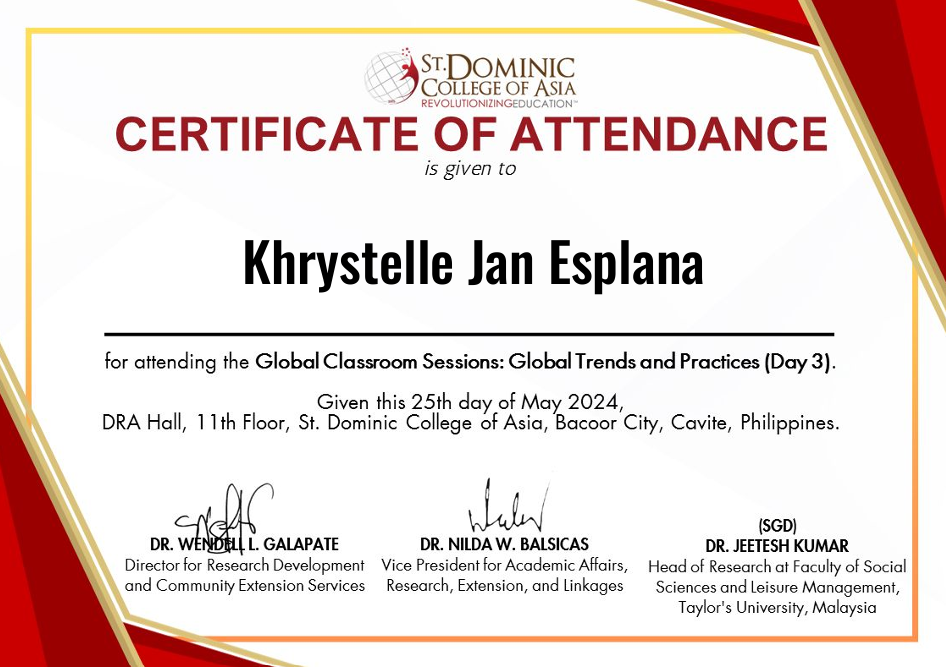 ST. DOMINIC
COLLEGE OF ASIA
REVOLUTIONIZINGEDUCATION™
CERTIFICATE OF ATTENDANCE
is given to
Khrystelle Jan Esplana
for attending the Global Classroom Sessions: Global Trends and Practices (Day 3).
Given this 25th day of May 2024,
DRA Hall, 11th Floor, St. Dominic College of Asia, Bacoor City, Cavite, Philippines.
DR. WENDELL L. GALAPATE
Director for Research Development
and Community Extension Services
DR. NILDA W. BALSICAS
Vice President for Academic Affairs,
Research, Extension, and Linkages
(SGD)
DR. JEETESH KUMAR
Head of Research at Faculty of Social
Sciences and Leisure Management,
Taylor's University, Malaysia